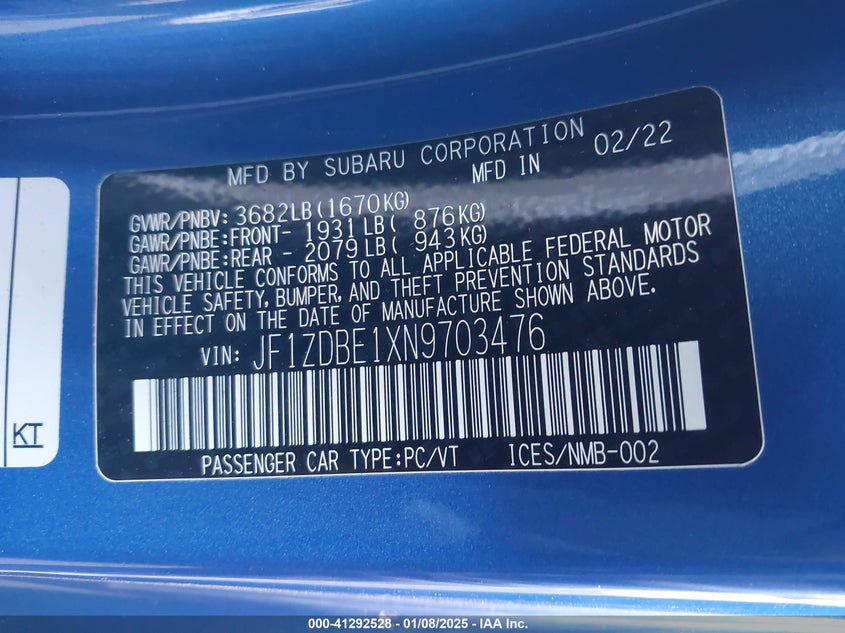 MFD BY SUBARU CORPORATION
MFD IN 02/22
GVWR/PNBV: 3682LB(1670KG)
GAWR/PNBE:FRONT- 1931LB( 876KG)
GAWR/PNBE:REAR - 2079LB( 943KG)
THIS VEHICLE CONFORMS TO ALL APPLICABLE FEDERAL MOTOR
VEHICLE SAFETY, BUMPER, AND THEFT PREVENTION STANDARDS
IN EFFECT ON THE DATE OF MANUFACTURE SHOWN ABOVE.
VIN: JF1ZDBE1XN9703476
PASSENGER CAR TYPE:PC/VT ICES/NMB-002
KT
000-41292528 - 01/08/2025 - IAA Inc.